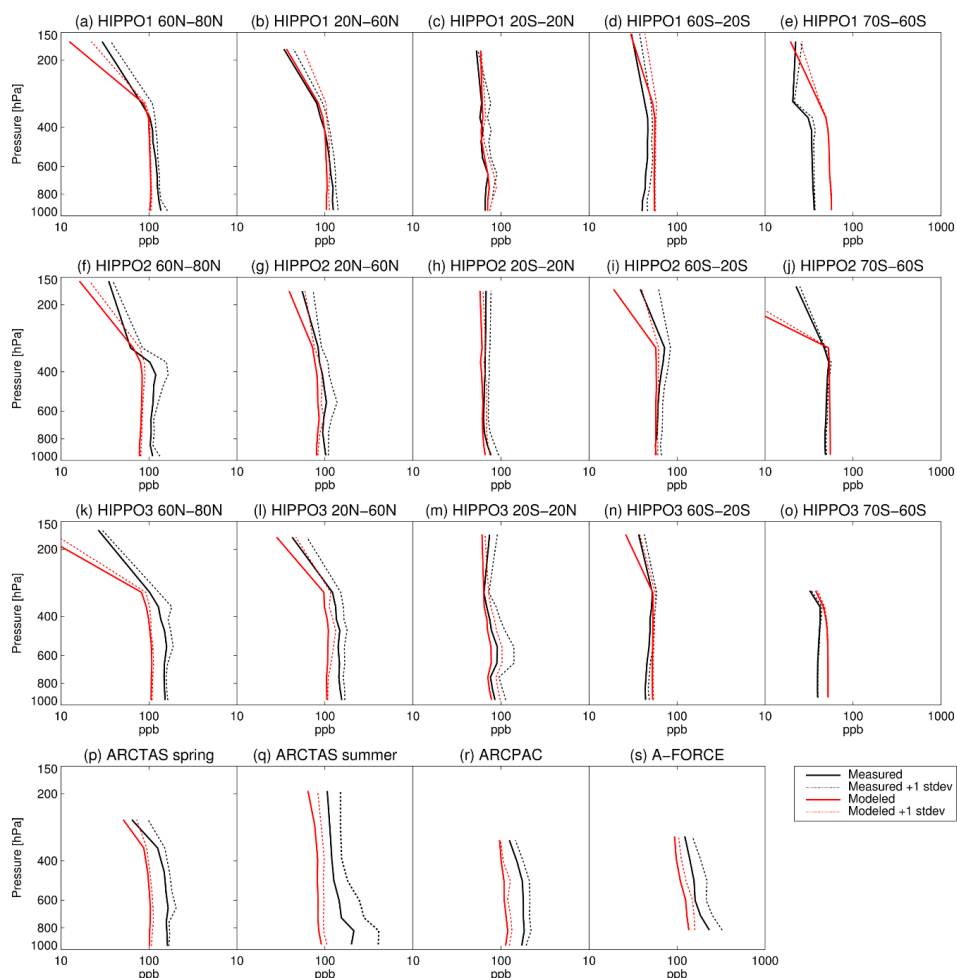 (a) HIPPO1 60N−80N (b) HIPPO1 20N−60N (c) HIPPO1 20S−20N (d) HIPPO1 60S−20S (e) HIPPO1 70S−60S
150
200
400
600
800
1000
Pressure [hPa]
10 100 10 100 10 100 10 100 10 100 1000
ppb ppb ppb ppb ppb
(f) HIPPO2 60N−80N (g) HIPPO2 20N−60N (h) HIPPO2 20S−20N (i) HIPPO2 60S−20S (j) HIPPO2 70S−60S
150
200
400
600
800
1000
Pressure [hPa]
10 100 10 100 10 100 10 100 10 100 1000
ppb ppb ppb ppb ppb
(k) HIPPO3 60N−80N (l) HIPPO3 20N−60N (m) HIPPO3 20S−20N (n) HIPPO3 60S−20S (o) HIPPO3 70S−60S
150
200
400
600
800
1000
Pressure [hPa]
10 100 10 100 10 100 10 100 10 100 1000
ppb ppb ppb ppb ppb
(p) ARCTAS spring (q) ARCTAS summer (r) ARCPAC (s) A−FORCE
150
200
400
600
800
1000
Pressure [hPa]
10 100 10 100 10 100 10 100 1000
ppb ppb ppb ppb
Measured
Measured +1 stdev
Modeled
Modeled +1 stdev